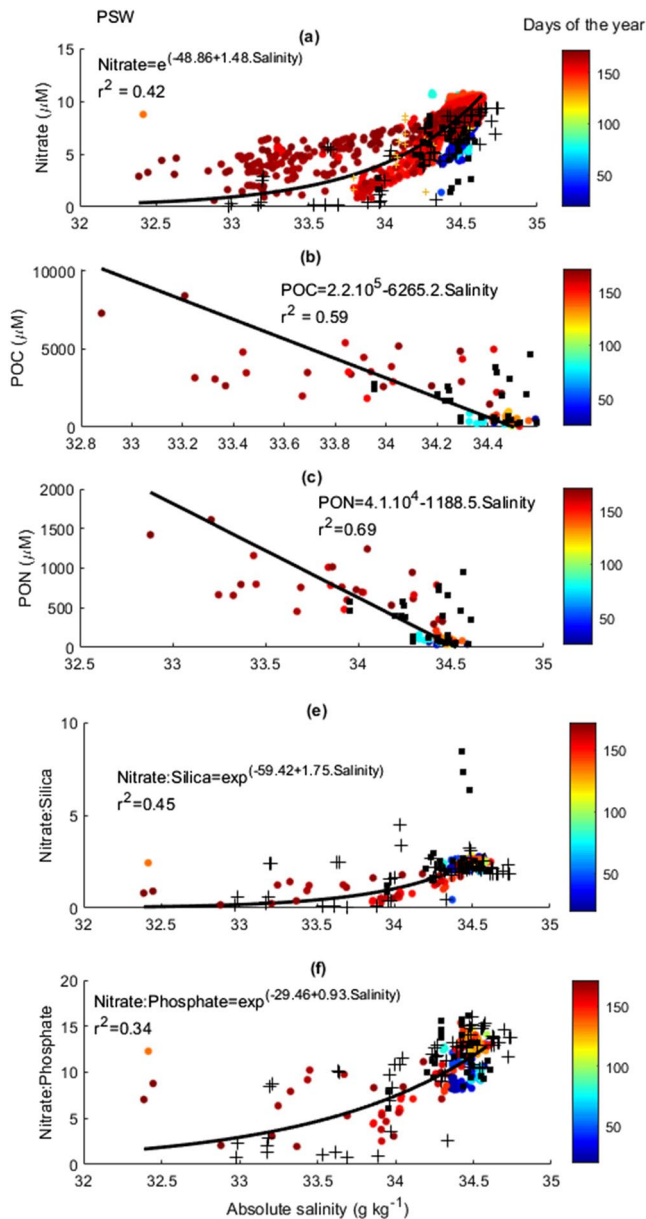 PSW
Days of the year
(a)
Nitrate=e^(-48.86+1.48.Salinity)
r² = 0.42
Nitrate (μM)
15
10
5
0
32 32.5 33 33.5 34 34.5 35
150
100
50
(b)
POC=2.2.10⁵-6265.2.Salinity
r² = 0.59
POC (μM)
10000
5000
0
32.8 33 33.2 33.4 33.6 33.8 34 34.2 34.4
150
100
50
(c)
PON=4.1.10⁴-1188.5.Salinity
r²=0.69
PON (μM)
2000
1500
1000
500
0
32.5 33 33.5 34 34.5 35
150
100
50
(e)
Nitrate:Silica=exp^(-59.42+1.75.Salinity)
r²=0.45
Nitrate:Silica
10
5
0
32 32.5 33 33.5 34 34.5 35
150
100
50
(f)
Nitrate:Phosphate=exp^(-29.46+0.93.Salinity)
r²=0.34
Nitrate:Phosphate
20
15
10
5
0
32 32.5 33 33.5 34 34.5 35
150
100
50
Absolute salinity (g kg⁻¹)